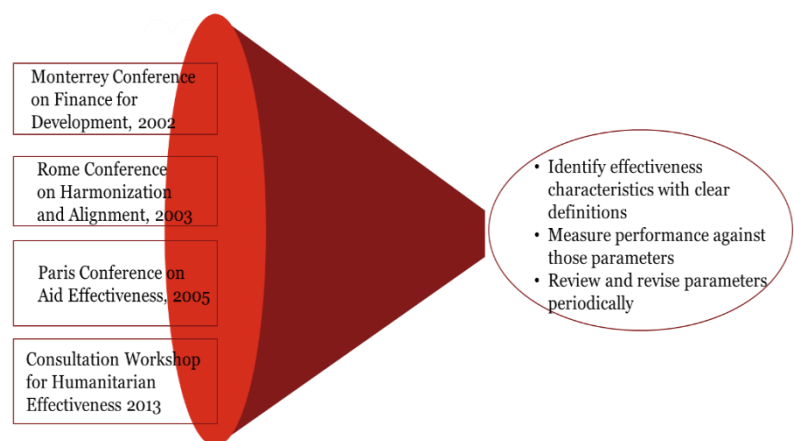 Monterrey Conference
on Finance for
Development, 2002
Rome Conference
on Harmonization
and Alignment, 2003
Paris Conference on
Aid Effectiveness, 2005
Consultation Workshop
for Humanitarian
Effectiveness 2013
• Identify effectiveness
characteristics with clear
definitions
• Measure performance against
those parameters
• Review and revise parameters
periodically